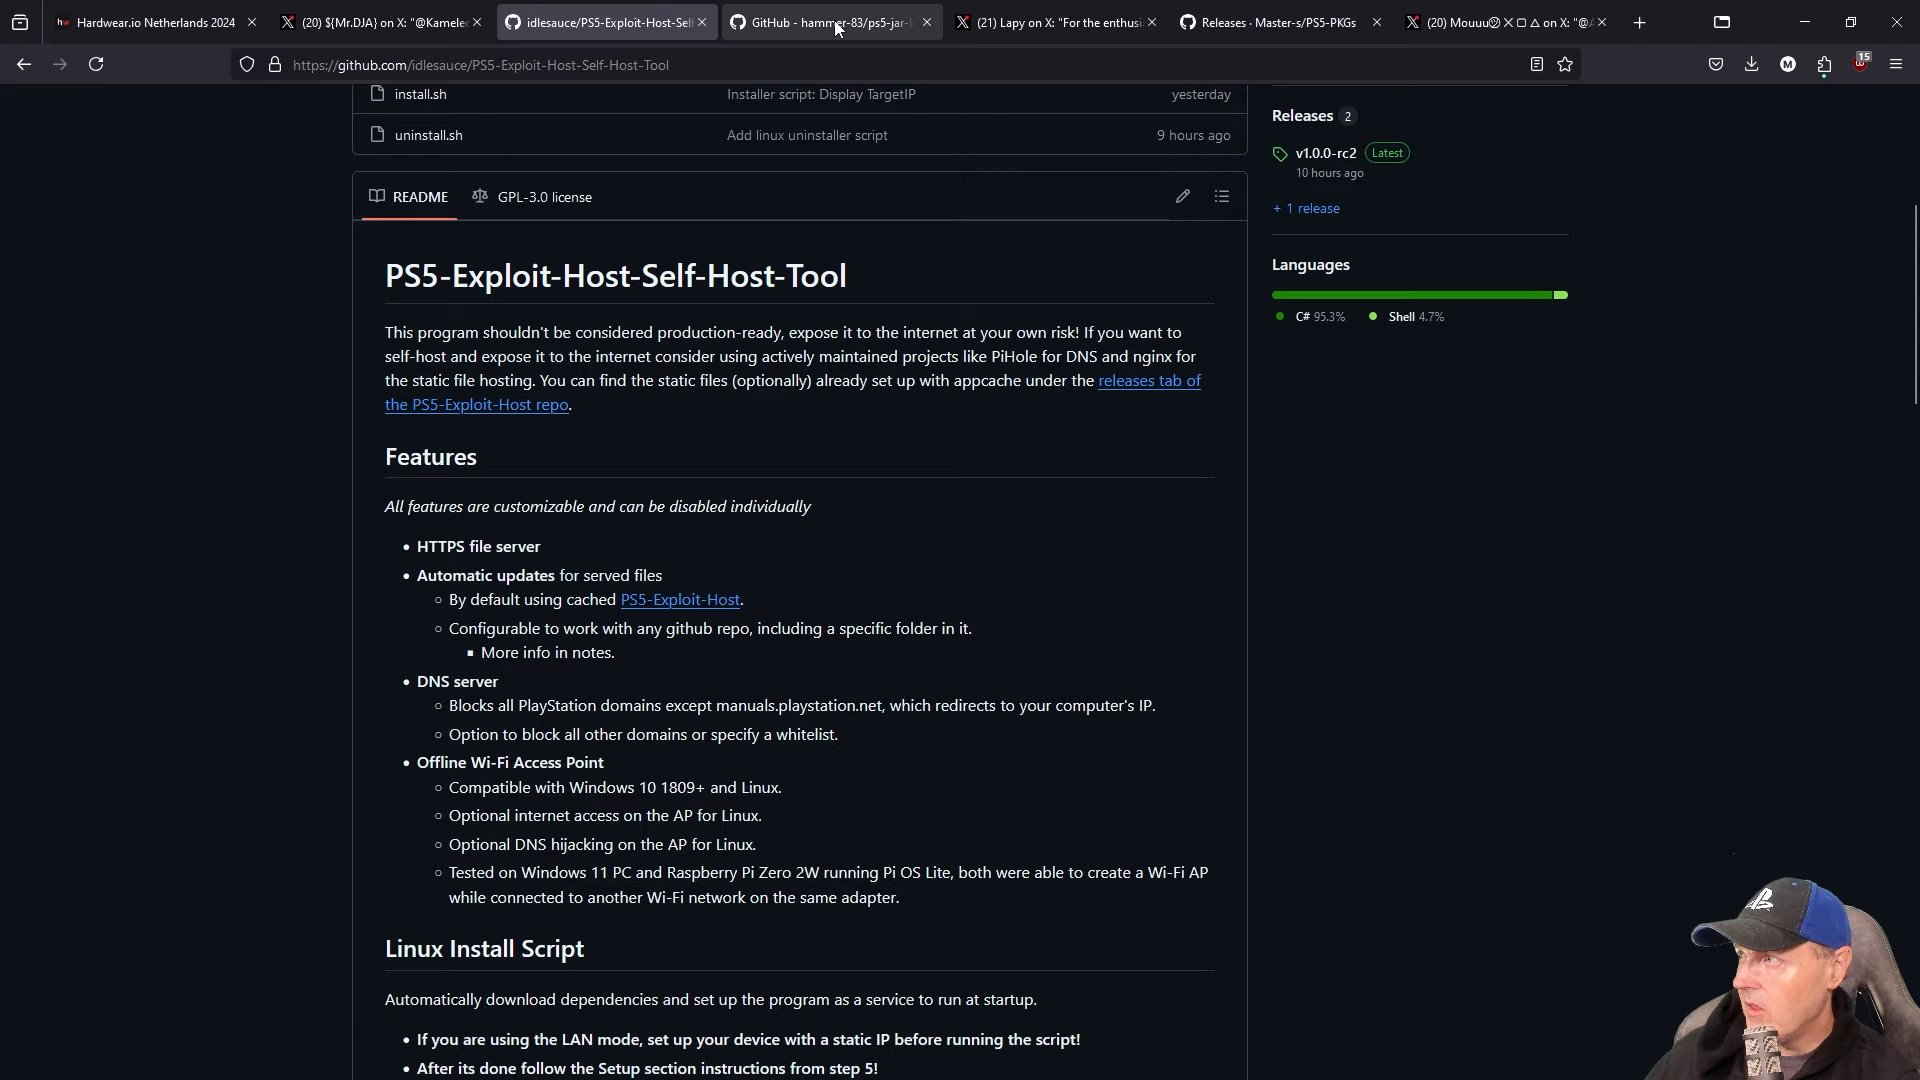 Hardwear.io Netherlands 2024
(20) ${Mr.DJA} on X: "@Kamelec
idlesauce/PS5-Exploit-Host-Self
GitHub - hammer-83/ps5-jar-l
(21) Lapy on X: "For the enthusi
Releases · Master-s/PS5-PKGs
(20) Mouuu
on X: "@A
https://github.com/idlesauce/PS5-Exploit-Host-Self-Host-Tool
15
M
install.sh
Installer script: Display TargetIP
yesterday
uninstall.sh
Add linux uninstaller script
9 hours ago
README
GPL-3.0 license
PS5-Exploit-Host-Self-Host-Tool
This program shouldn't be considered production-ready, expose it to the internet at your own risk! If you want to
self-host and expose it to the internet consider using actively maintained projects like PiHole for DNS and nginx for
the static file hosting. You can find the static files (optionally) already set up with appcache under the releases tab of
the PS5-Exploit-Host repo.
Features
All features are customizable and can be disabled individually
• HTTPS file server
• Automatic updates for served files
◦ By default using cached PS5-Exploit-Host.
◦ Configurable to work with any github repo, including a specific folder in it.
▪ More info in notes.
• DNS server
◦ Blocks all PlayStation domains except manuals.playstation.net, which redirects to your computer's IP.
◦ Option to block all other domains or specify a whitelist.
• Offline Wi-Fi Access Point
◦ Compatible with Windows 10 1809+ and Linux.
◦ Optional internet access on the AP for Linux.
◦ Optional DNS hijacking on the AP for Linux.
◦ Tested on Windows 11 PC and Raspberry Pi Zero 2W running Pi OS Lite, both were able to create a Wi-Fi AP
while connected to another Wi-Fi network on the same adapter.
Linux Install Script
Automatically download dependencies and set up the program as a service to run at startup.
• If you are using the LAN mode, set up your device with a static IP before running the script!
• After its done follow the Setup section instructions from step 5!
Releases 2
v1.0.0-rc2 Latest
10 hours ago
+ 1 release
Languages
C# 95.3%
Shell 4.7%